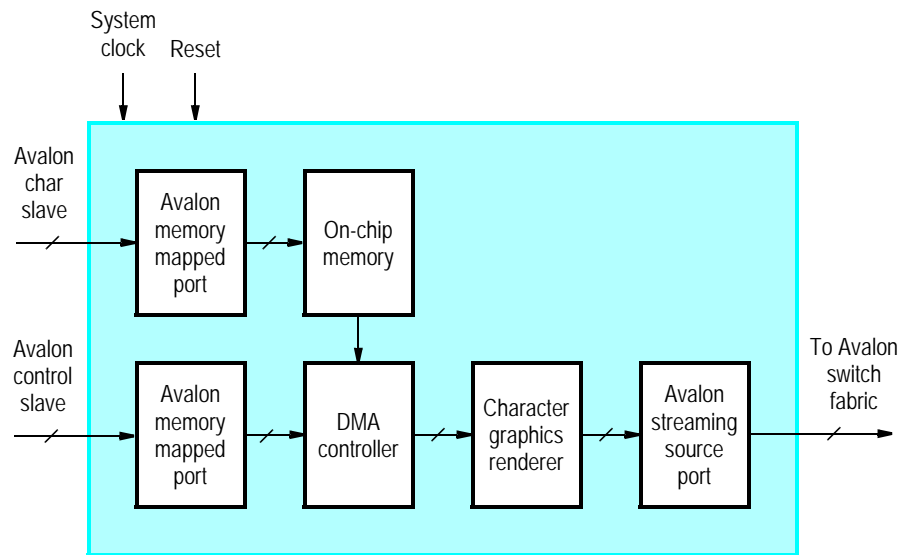 System
clock
Reset
Avalon
char
slave
Avalon
memory
mapped
port
On-chip
memory
Avalon
control
slave
Avalon
memory
mapped
port
DMA
controller
Character
graphics
renderer
Avalon
streaming
source
port
To Avalon
switch
fabric